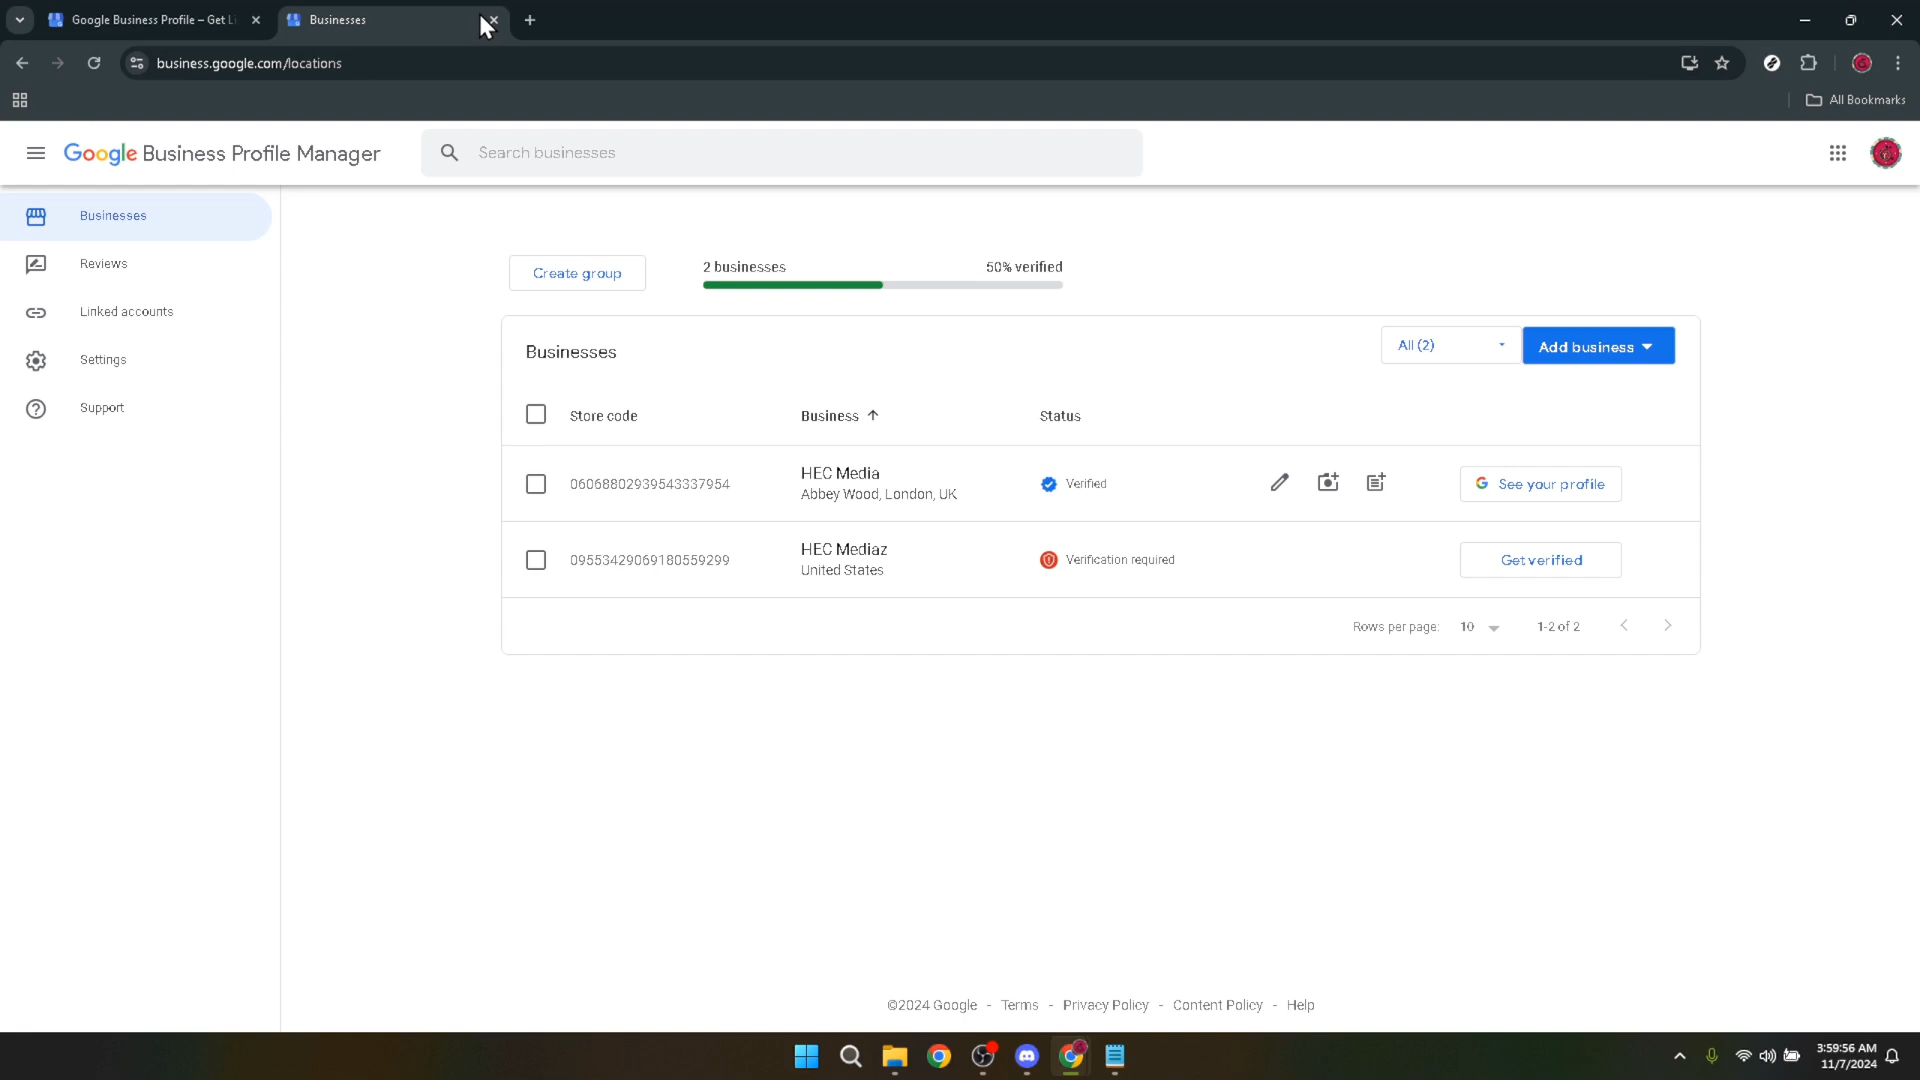 Google Business Profile – Get Li
Businesses
business.google.com/locations
All Bookmarks
Google Business Profile Manager
Search businesses
Businesses
Reviews
Linked accounts
Settings
Support
Create group
2 businesses
50% verified
Businesses
All (2)
Add business
Store code
Business
Status
06068802939543337954
HEC Media
Abbey Wood, London, UK
Verified
See your profile
09553429069180559299
HEC Mediaz
United States
Verification required
Get verified
Rows per page: 10 1-2 of 2
©2024 Google - Terms - Privacy Policy - Content Policy - Help
3:59:56 AM
11/7/2024